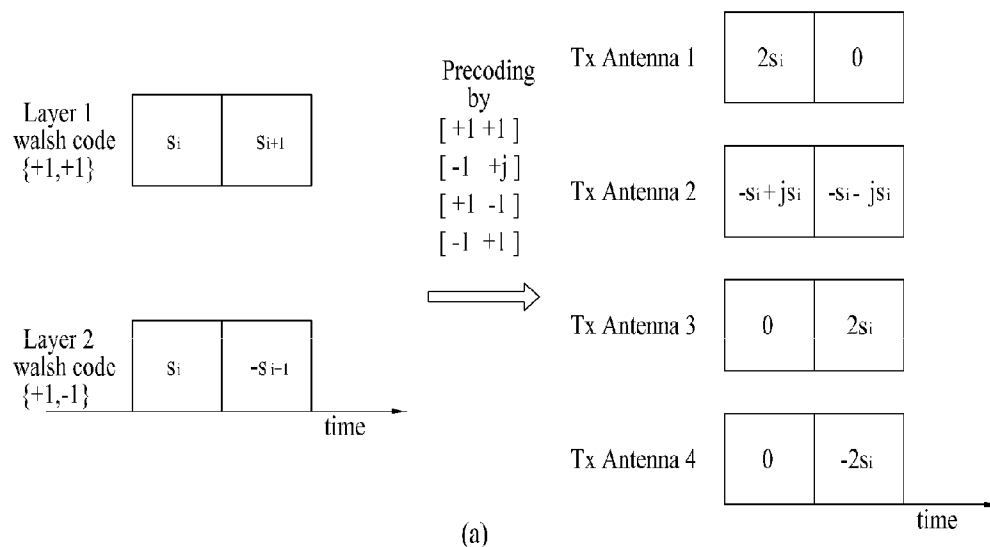 Layer 1
walsh code
{+1,+1}
si
si+1
Layer 2
walsh code
{+1,-1}
si
-si-1
time
Precoding
by
[ +1 +1 ]
[ -1 +j ]
[ +1 -1 ]
[ -1 +1 ]
Tx Antenna 1
2si
0
Tx Antenna 2
-si+jsi
-si- jsi
Tx Antenna 3
0
2si
Tx Antenna 4
0
-2si
time
(a)